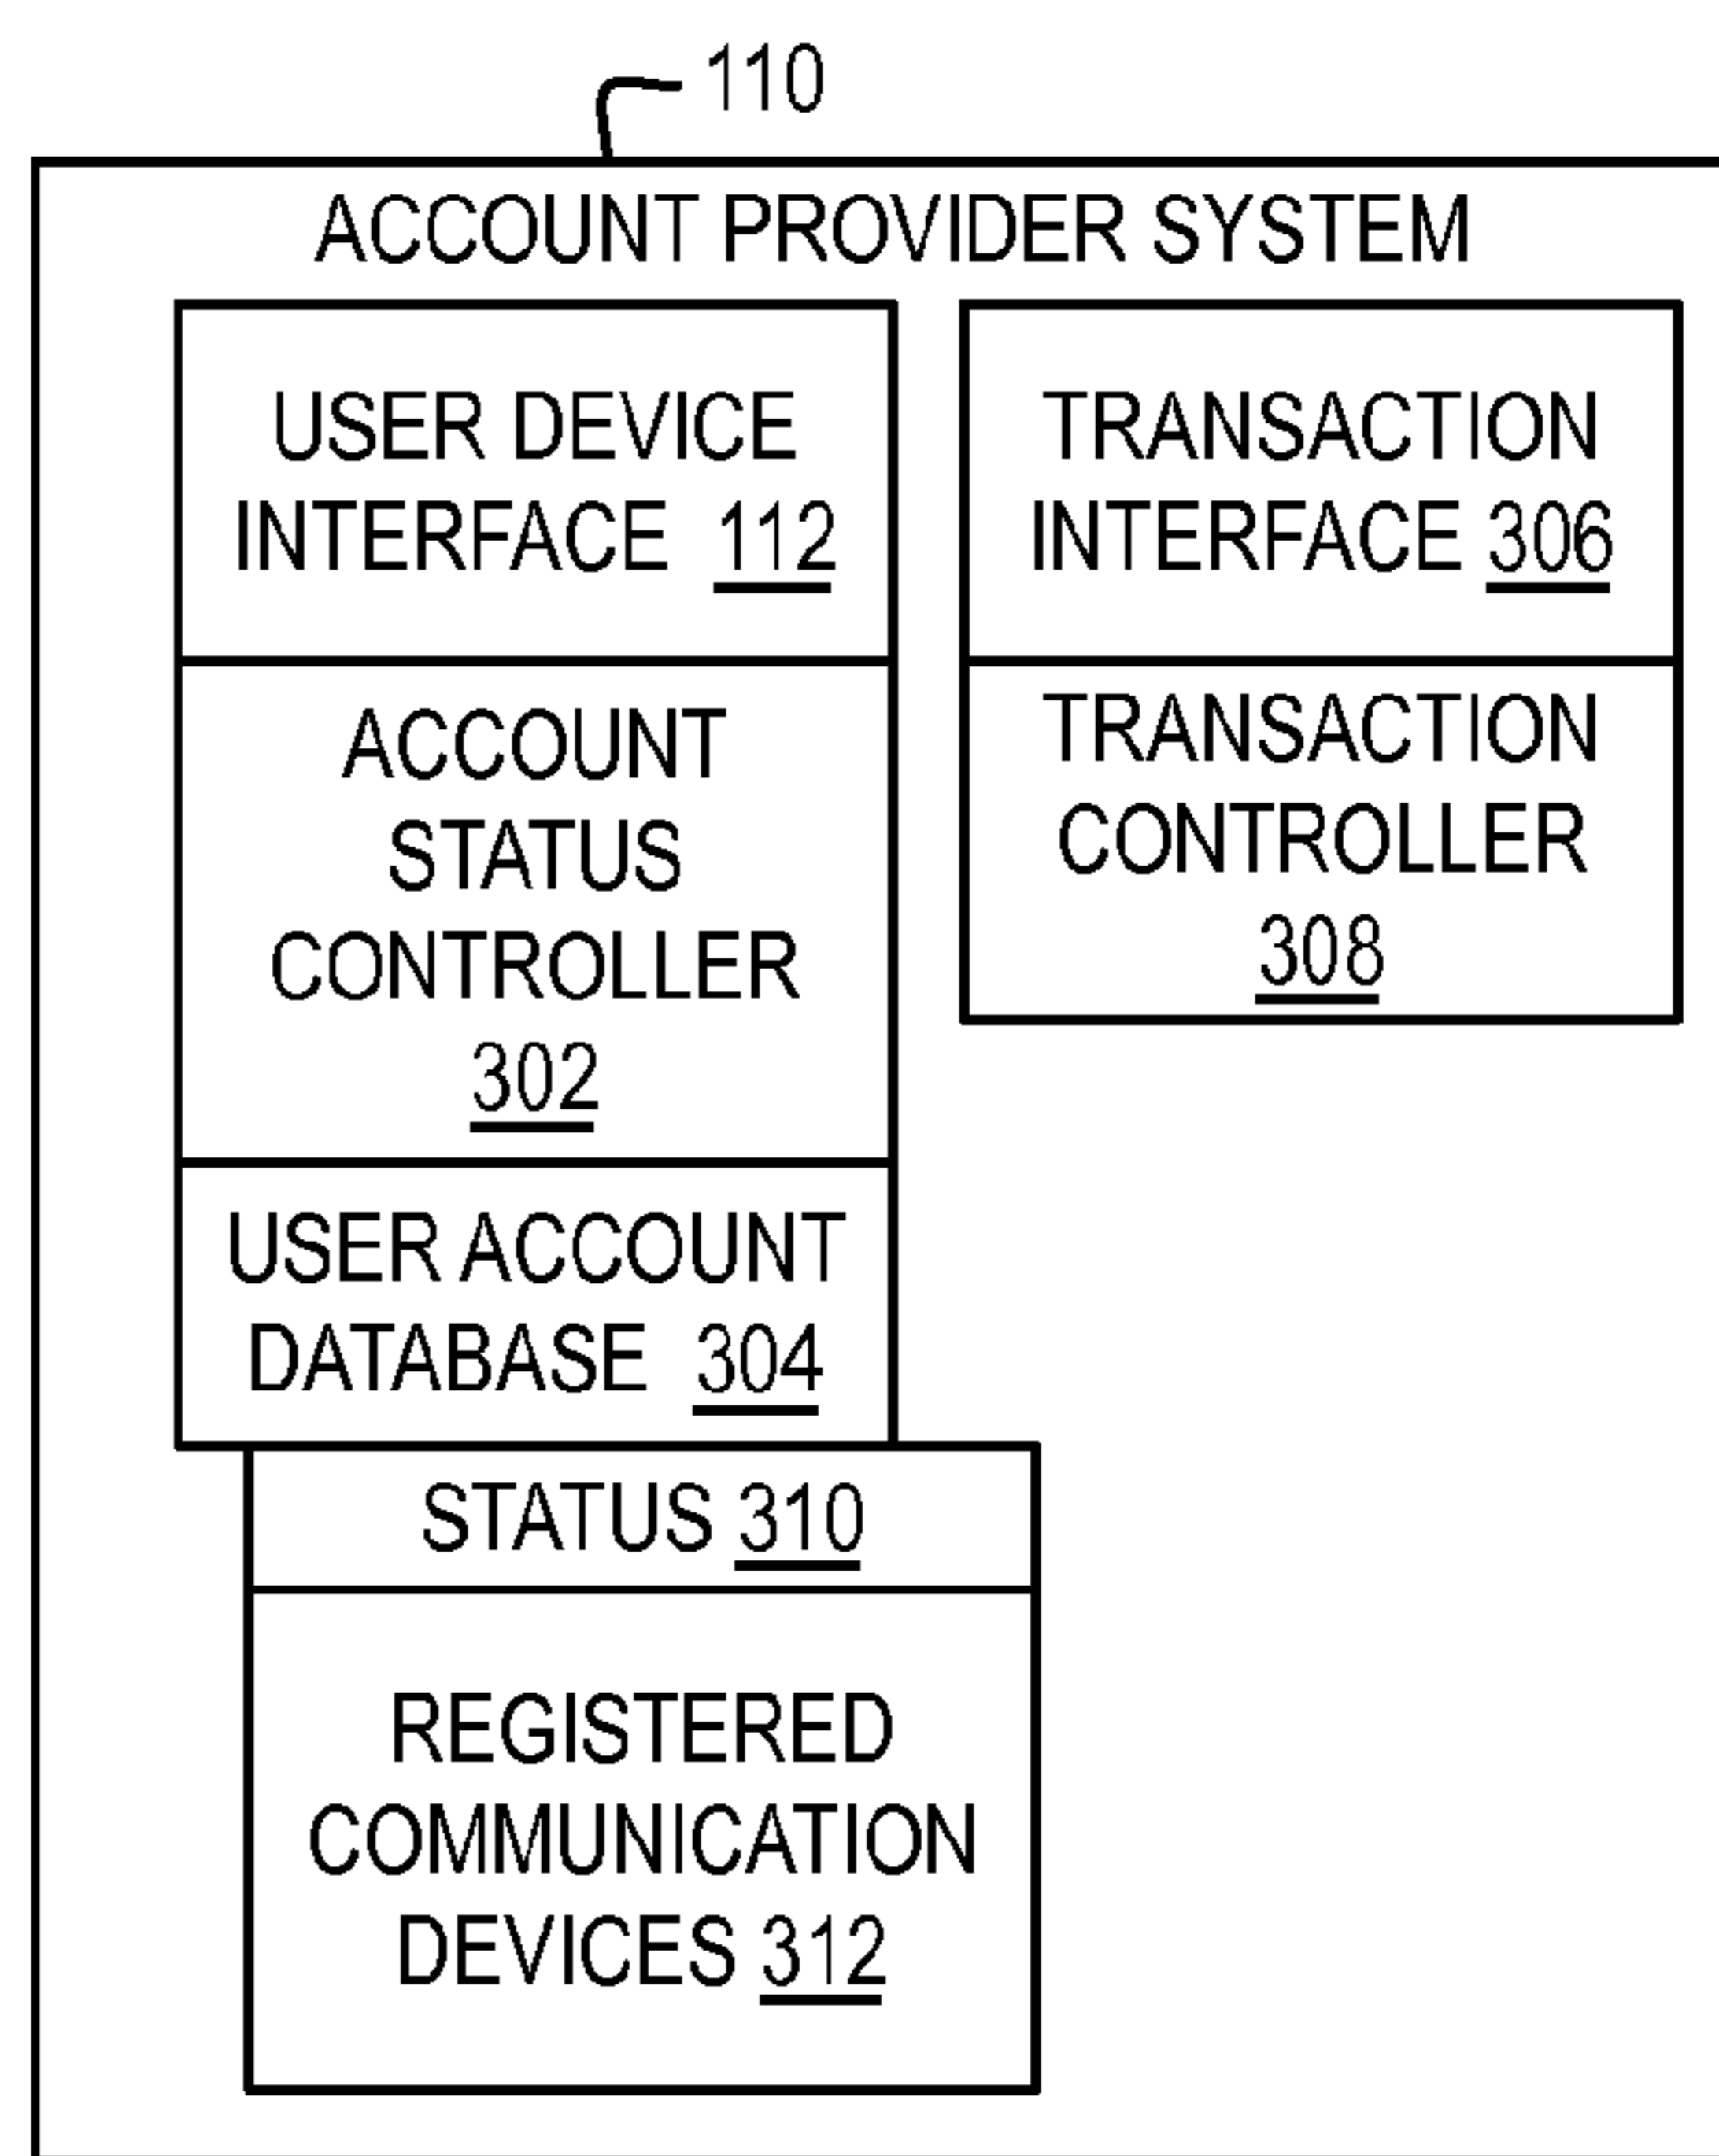 110
ACCOUNT PROVIDER SYSTEM
USER DEVICE
INTERFACE 112
ACCOUNT
STATUS
CONTROLLER
302
USER ACCOUNT
DATABASE 304
STATUS 310
REGISTERED
COMMUNICATION
DEVICES 312
TRANSACTION
INTERFACE 306
TRANSACTION
CONTROLLER
308